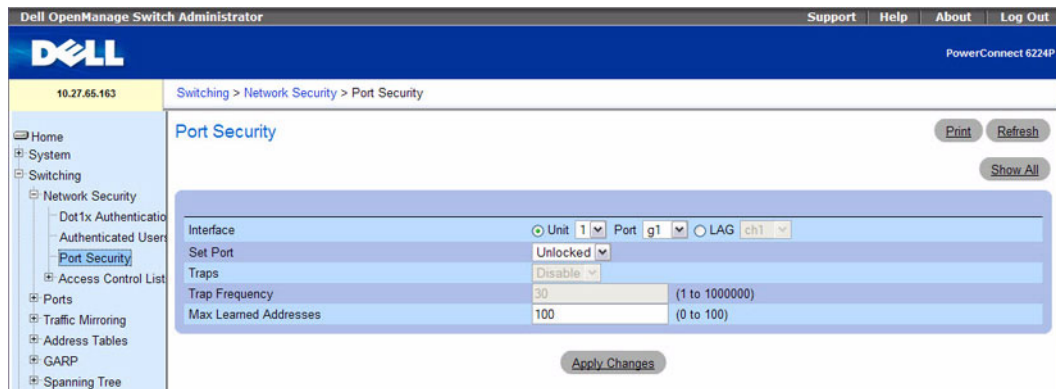 Dell OpenManage Switch Administrator
Support Help About Log Out
DELL
PowerConnect 6224P
10.27.65.163
Switching > Network Security > Port Security
Home
System
Switching
Network Security
Dot1x Authenticatio
Authenticated Users
Port Security
Access Control List
Ports
Traffic Mirroring
Address Tables
GARP
Spanning Tree
Port Security
Print Refresh
Show All
Interface Unit 1 Port g1 LAG ch1
Set Port Unlocked
Traps Disable
Trap Frequency 30 (1 to 1000000)
Max Learned Addresses 100 (0 to 100)
Apply Changes